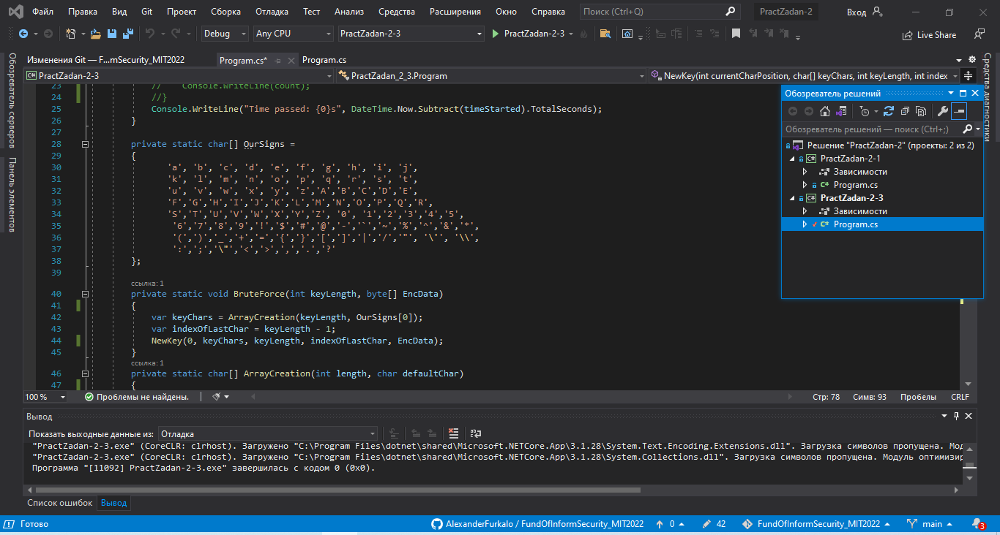 Файл Правка Вид Git Проект Сборка Отладка Тест Анализ Средства Расширения Окно Справка Поиск (Ctrl+Q) PractZadan-2 Вход
Debug Any CPU PractZadan-2-3 PractZadan-2-3 Live Share
Обозреватель серверов
Панель элементов
Средства диагностики
Изменения Git — F...mSecurity_MIT2022 Program.cs* Program.cs
PractZadan-2-3 PractZadan_2_3.Program NewKey(int currentCharPosition, char[] keyChars, int keyLength, int index
23 // Console.WriteLine(count);
24 //}
25 Console.WriteLine("Time passed: {0}s", DateTime.Now.Subtract(timeStarted).TotalSeconds);
26 }
27
28 private static char[] OurSigns =
29 {
30 'a', 'b', 'c', 'd', 'e', 'f', 'g', 'h', 'i', 'j',
31 'k', 'l', 'm', 'n', 'o', 'p', 'q', 'r', 's', 't',
32 'u', 'v', 'w', 'x', 'y', 'z','A','B','C','D','E',
33 'F','G','H','I','J','K','L','M','N','O','P','Q','R',
34 'S','T','U','V','W','X','Y','Z', '0', '1','2','3','4','5',
35 '6','7','8','9','!','$','#','@','-','`','~','%','^','&','*',
36 '(',')','_','+','=','{','}','[',']','|','/','"', '\'', '\\',
37 ':',';','\"','<','>',',','.','?'
38 };
39
ссылка: 1
40 private static void BruteForce(int keyLength, byte[] EncData)
41 {
42 var keyChars = ArrayCreation(keyLength, OurSigns[0]);
43 var indexOfLastChar = keyLength - 1;
44 NewKey(0, keyChars, keyLength, indexOfLastChar, EncData);
45 }
ссылка: 1
46 private static char[] ArrayCreation(int length, char defaultChar)
47 {
Обозреватель решений
Обозреватель решений — поиск (Ctrl+;)
Решение "PractZadan-2" (проекты: 2 из 2)
PractZadan-2-1
Зависимости
Program.cs
PractZadan-2-3
Зависимости
Program.cs
100 % Проблемы не найдены. Стр: 78 Симв: 93 Пробелы CRLF
Вывод
Показать выходные данные из: Отладка
"PractZadan-2-3.exe" (CoreCLR: clrhost). Загружено "C:\Program Files\dotnet\shared\Microsoft.NETCore.App\3.1.28\System.Text.Encoding.Extensions.dll". Загрузка символов пропущена. Мод
"PractZadan-2-3.exe" (CoreCLR: clrhost). Загружено "C:\Program Files\dotnet\shared\Microsoft.NETCore.App\3.1.28\System.Collections.dll". Загрузка символов пропущена. Модуль оптимизир
Программа "[11092] PractZadan-2-3.exe" завершилась с кодом 0 (0x0).
Список ошибок Вывод
Готово AlexanderFurkalo / FundOfInformSecurity_MIT2022 0 42 FundOfInformSecurity_MIT2022 main 3